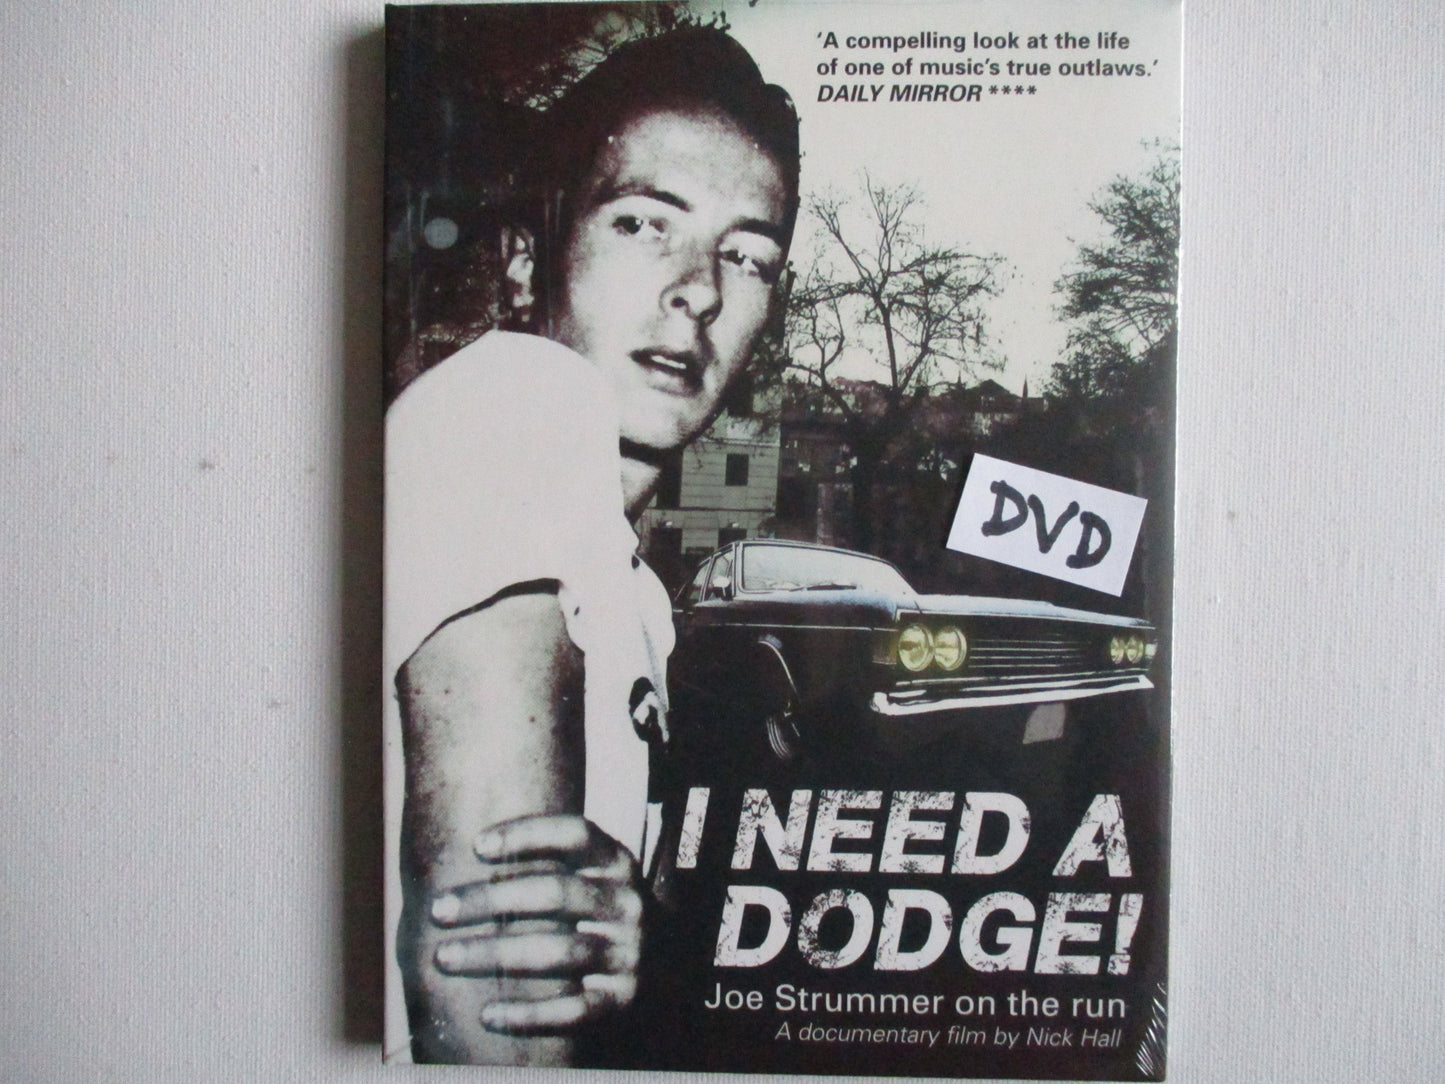 ‘A compelling look at the life
of one of music’s true outlaws.’
DAILY MIRROR ****
DVD
I NEED A
DODGE!
Joe Strummer on the run
A documentary film by Nick Hall